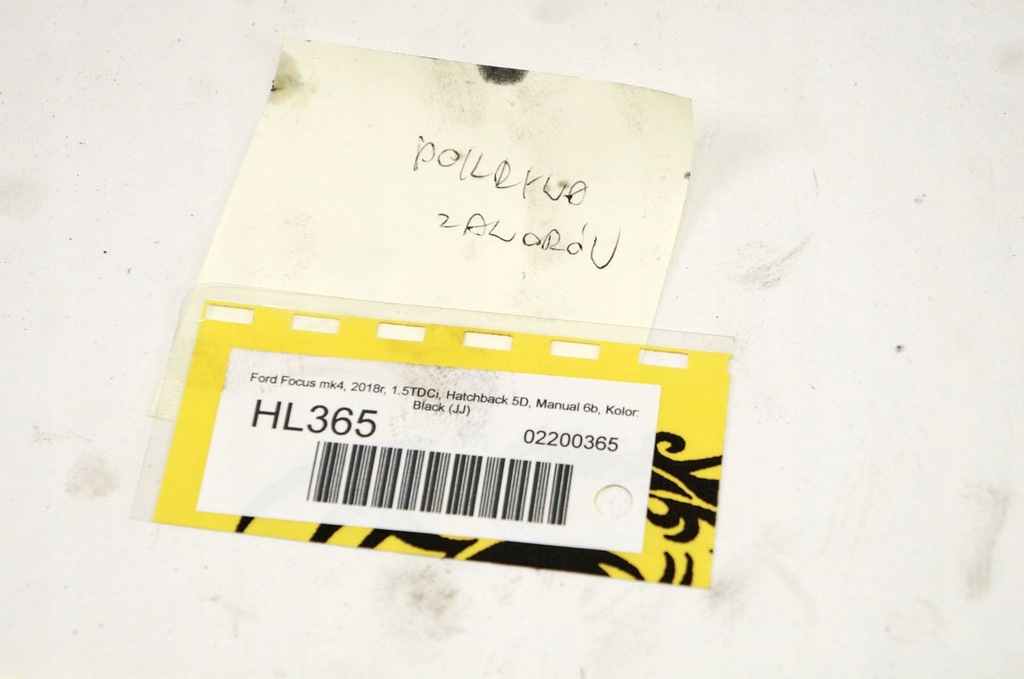 POKRYWA
ZAWORÓW
Ford Focus mk4, 2018r, 1.5TDCi, Hatchback 5D, Manual 6b, Kolor:
Black (JJ)
HL365
02200365